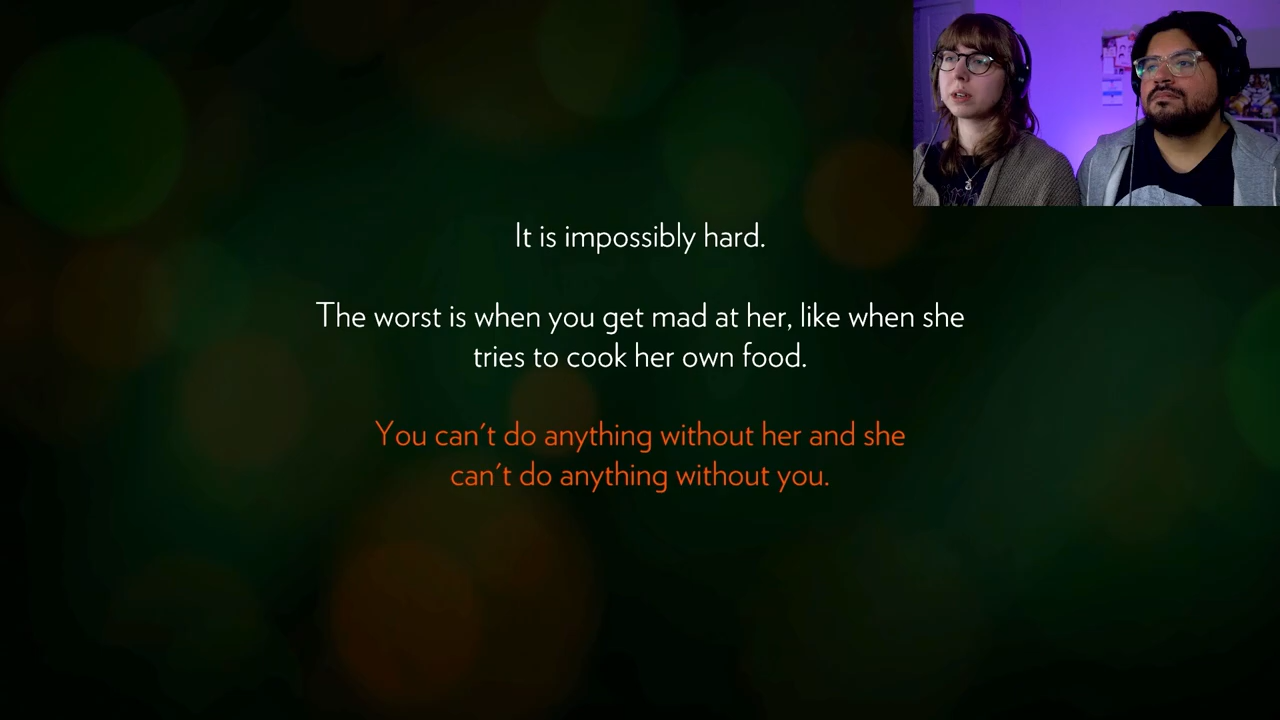 It is impossibly hard.
The worst is when you get mad at her, like when she
tries to cook her own food.
You can't do anything without her and she
can't do anything without you.